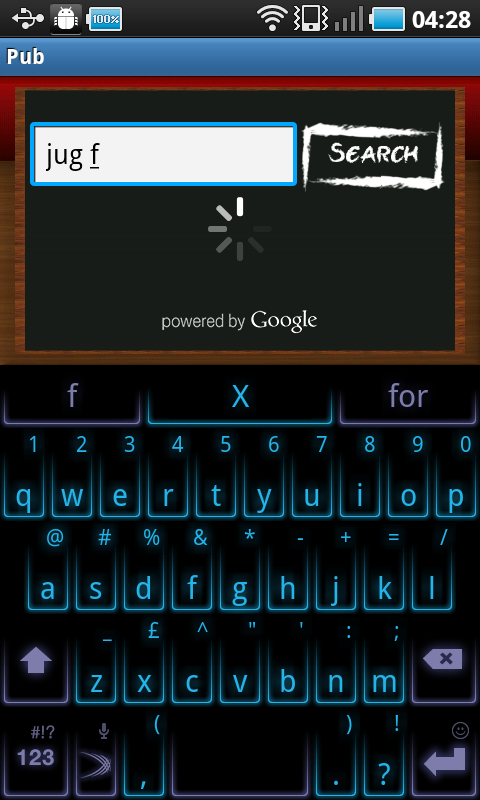 100% 04:28
Pub
jug f SEARCH
powered by Google
f X for
1 2 3 4 5 6 7 8 9 0
q w e r t y u i o p
@ # % & * - + = /
a s d f g h j k l
_ £ ^ " ' : ;
z x c v b n m
#!? ( ) !
123 , . ?